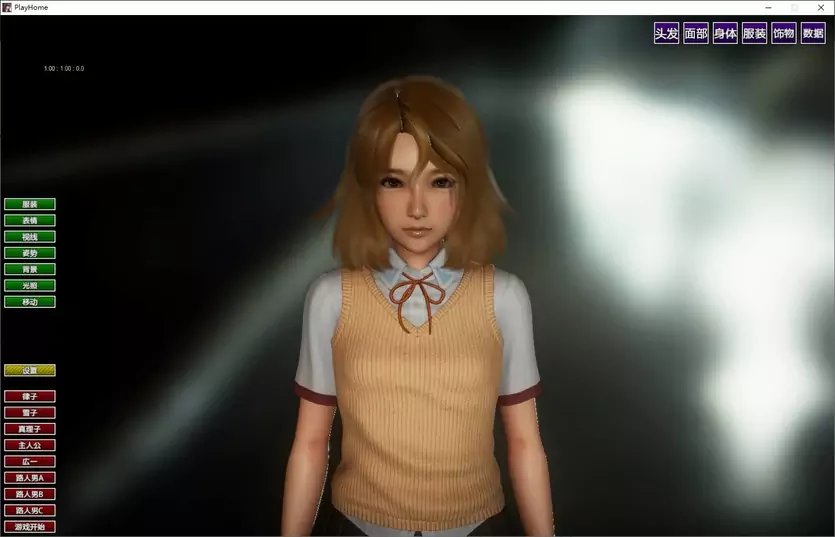 PlayHome
头发 面部 身体 服装 饰物 数据
1.00 : 1.00 : 0.0
服装
表情
视线
姿势
背景
光照
移动
设置
律子
雪子
真理子
主人公
広一
路人男A
路人男B
路人男C
游戏开始